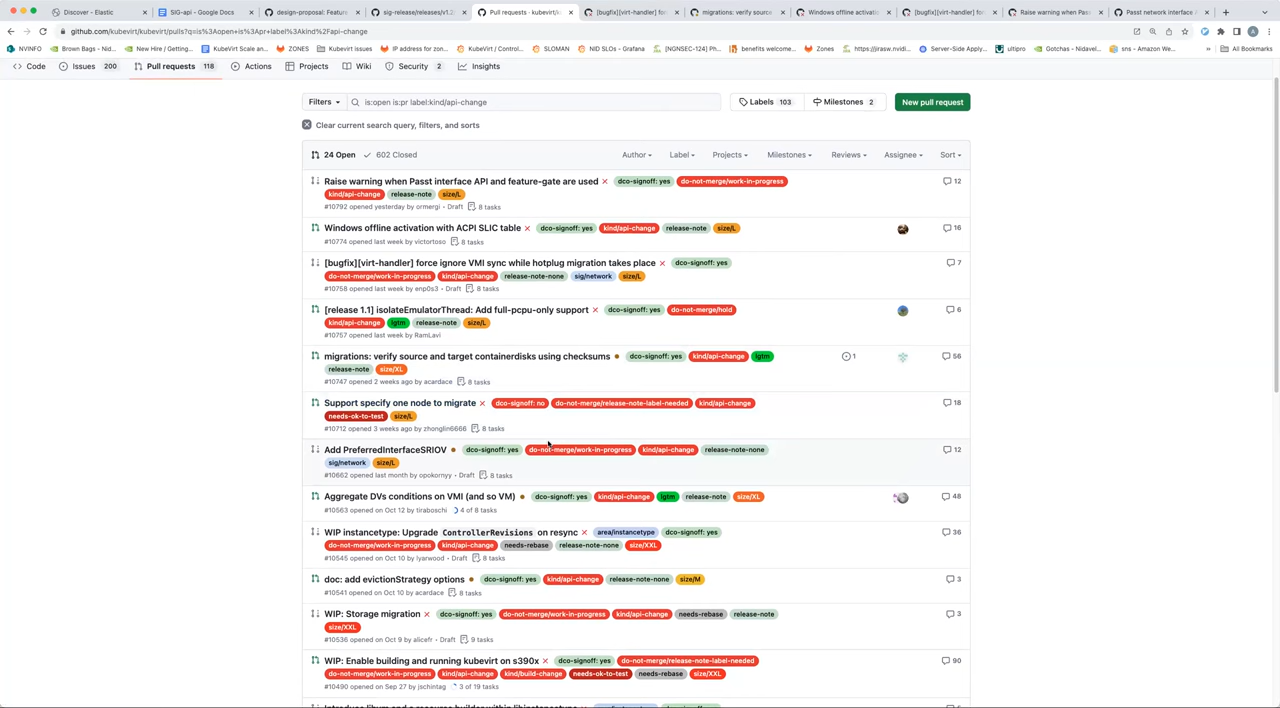 Discover - Elastic
SIG-api - Google Docs
design-proposal: Featur
sig-release/releases/v1.2
Pull requests · kubevirt/k
[bugfix][virt-handler] for
migrations: verify source
Windows offline activatio
[bugfix][virt-handler] for
Raise warning when Pass
Passt network interface A
github.com/kubevirt/kubevirt/pulls?q=is%3Aopen+is%3Apr+label%3Akind%2Fapi-change
NVINFO
Brown Bags - Nvid...
New Hire / Getting...
KubeVirt Scale and...
ZONES
Kubevirt issues
IP address for zon...
KubeVirt / Control...
SLOMAN
NID SLOs - Grafana
[NGNSEC-124] Ph...
benefits welcome...
Zones
https://jirasw.nvidi...
Server-Side Apply...
ultipro
Gotchas - Nidavel...
sns - Amazon We...
»
All Bookmarks
Code
Issues 200
Pull requests 118
Actions
Projects
Wiki
Security 2
Insights
Filters
is:open is:pr label:kind/api-change
Labels 103
Milestones 2
New pull request
Clear current search query, filters, and sorts
24 Open
602 Closed
Author
Label
Projects
Milestones
Reviews
Assignee
Sort
Raise warning when Passt interface API and feature-gate are used dco-signoff: yes do-not-merge/work-in-progress 12
kind/api-change release-note size/L
#10792 opened yesterday by ormergi • Draft 8 tasks
Windows offline activation with ACPI SLIC table dco-signoff: yes kind/api-change release-note size/L 16
#10774 opened last week by victortoso 8 tasks
[bugfix][virt-handler] force ignore VMI sync while hotplug migration takes place dco-signoff: yes 7
do-not-merge/work-in-progress kind/api-change release-note-none sig/network size/L
#10758 opened last week by enp0s3 • Draft 8 tasks
[release 1.1] isolateEmulatorThread: Add full-pcpu-only support dco-signoff: yes do-not-merge/hold 6
kind/api-change lgtm release-note size/L
#10757 opened last week by RamLavi
migrations: verify source and target containerdisks using checksums dco-signoff: yes kind/api-change lgtm 1 56
release-note size/XL
#10747 opened 2 weeks ago by acardace 8 tasks
Support specify one node to migrate dco-signoff: no do-not-merge/release-note-label-needed kind/api-change 18
needs-ok-to-test size/L
#10712 opened 3 weeks ago by zhonglin6666 8 tasks
Add PreferredInterfaceSRIOV dco-signoff: yes do-not-merge/work-in-progress kind/api-change release-note-none 12
sig/network size/L
#10662 opened last month by opokornyy • Draft 8 tasks
Aggregate DVs conditions on VMI (and so VM) dco-signoff: yes kind/api-change lgtm release-note size/XL 48
#10563 opened on Oct 12 by tiraboschi 4 of 8 tasks
WIP instancetype: Upgrade ControllerRevisions on resync area/instancetype dco-signoff: yes 36
do-not-merge/work-in-progress kind/api-change needs-rebase release-note-none size/XXL
#10545 opened on Oct 10 by lyarwood • Draft 8 tasks
doc: add evictionStrategy options dco-signoff: yes kind/api-change release-note-none size/M 3
#10541 opened on Oct 10 by acardace 8 tasks
WIP: Storage migration dco-signoff: yes do-not-merge/work-in-progress kind/api-change needs-rebase release-note 3
size/XXL
#10536 opened on Oct 9 by alicefr • Draft 9 tasks
WIP: Enable building and running kubevirt on s390x dco-signoff: yes do-not-merge/release-note-label-needed 90
do-not-merge/work-in-progress kind/api-change kind/build-change needs-ok-to-test needs-rebase size/XXL
#10490 opened on Sep 27 by jschintag 3 of 19 tasks